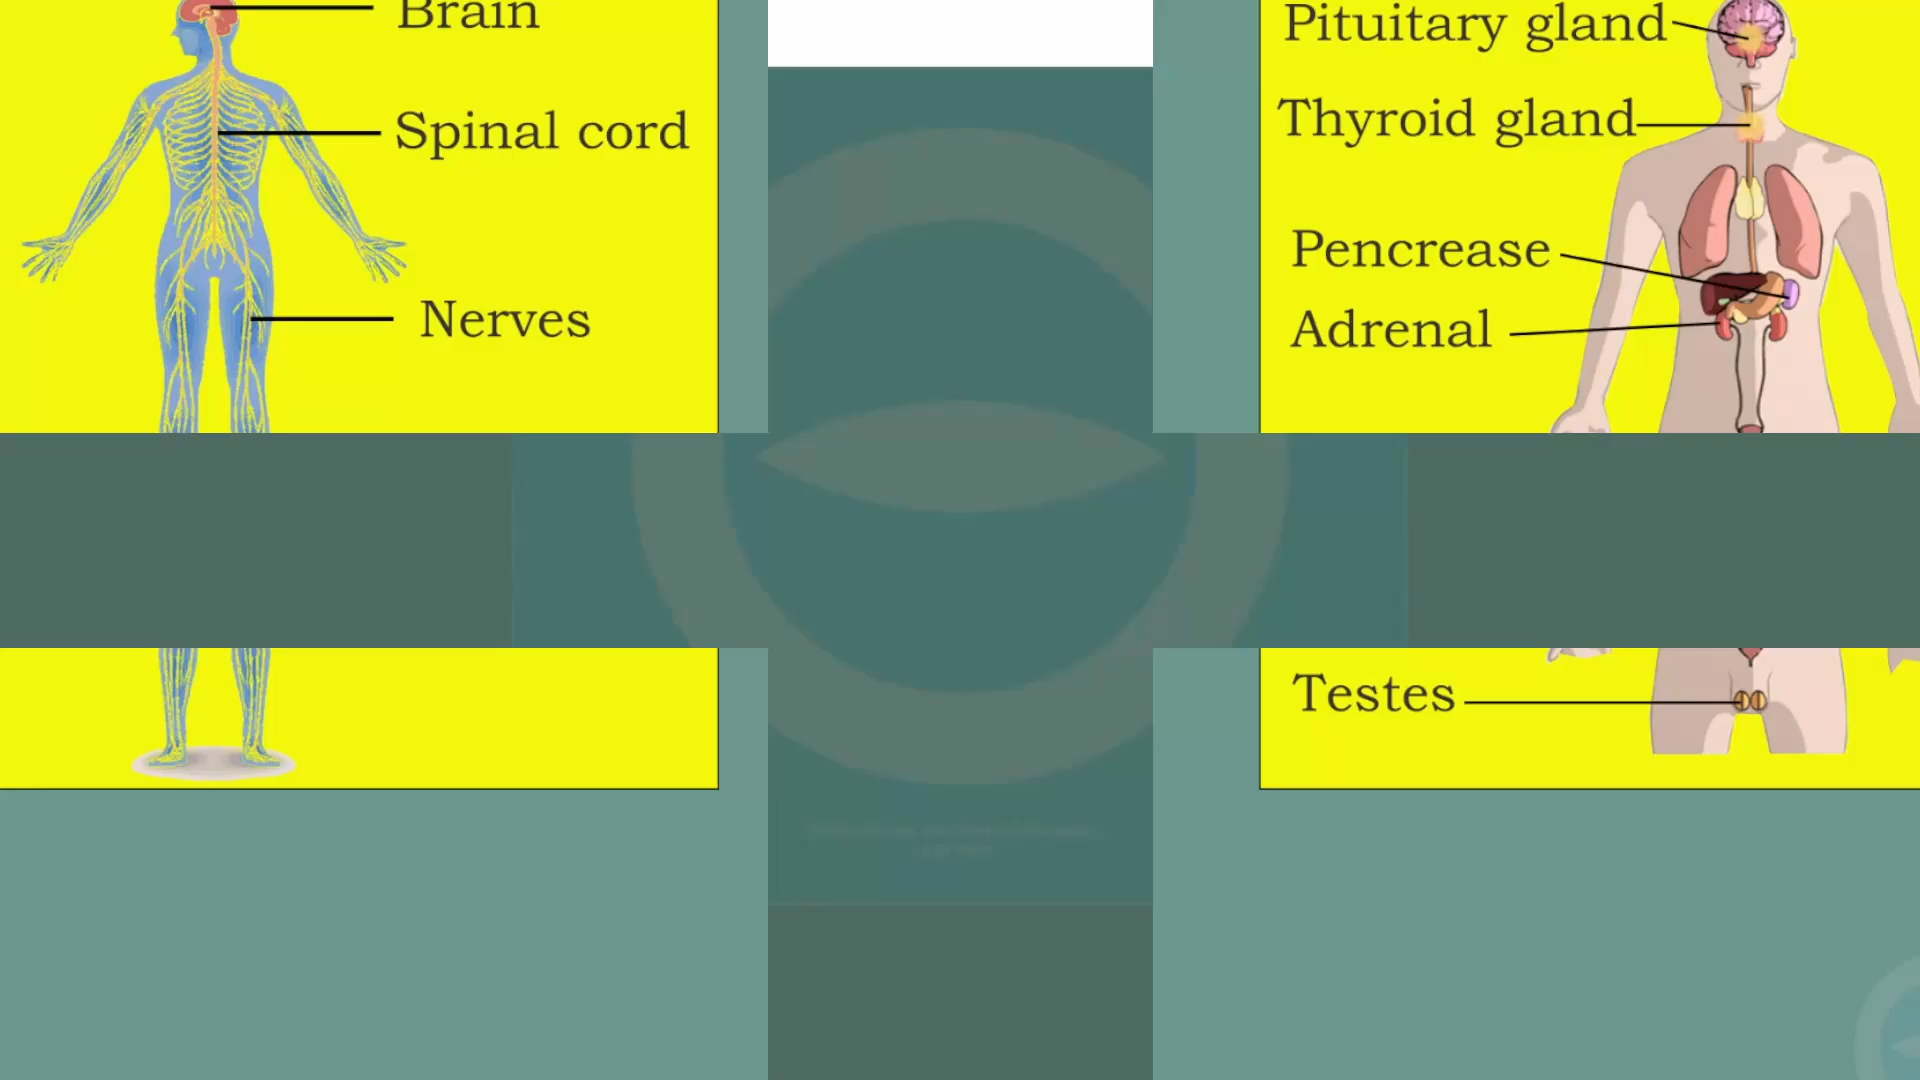 Brain
Spinal cord
Nerves
Pituitary gland
Thyroid gland
Pencrease
Adrenal
Testes